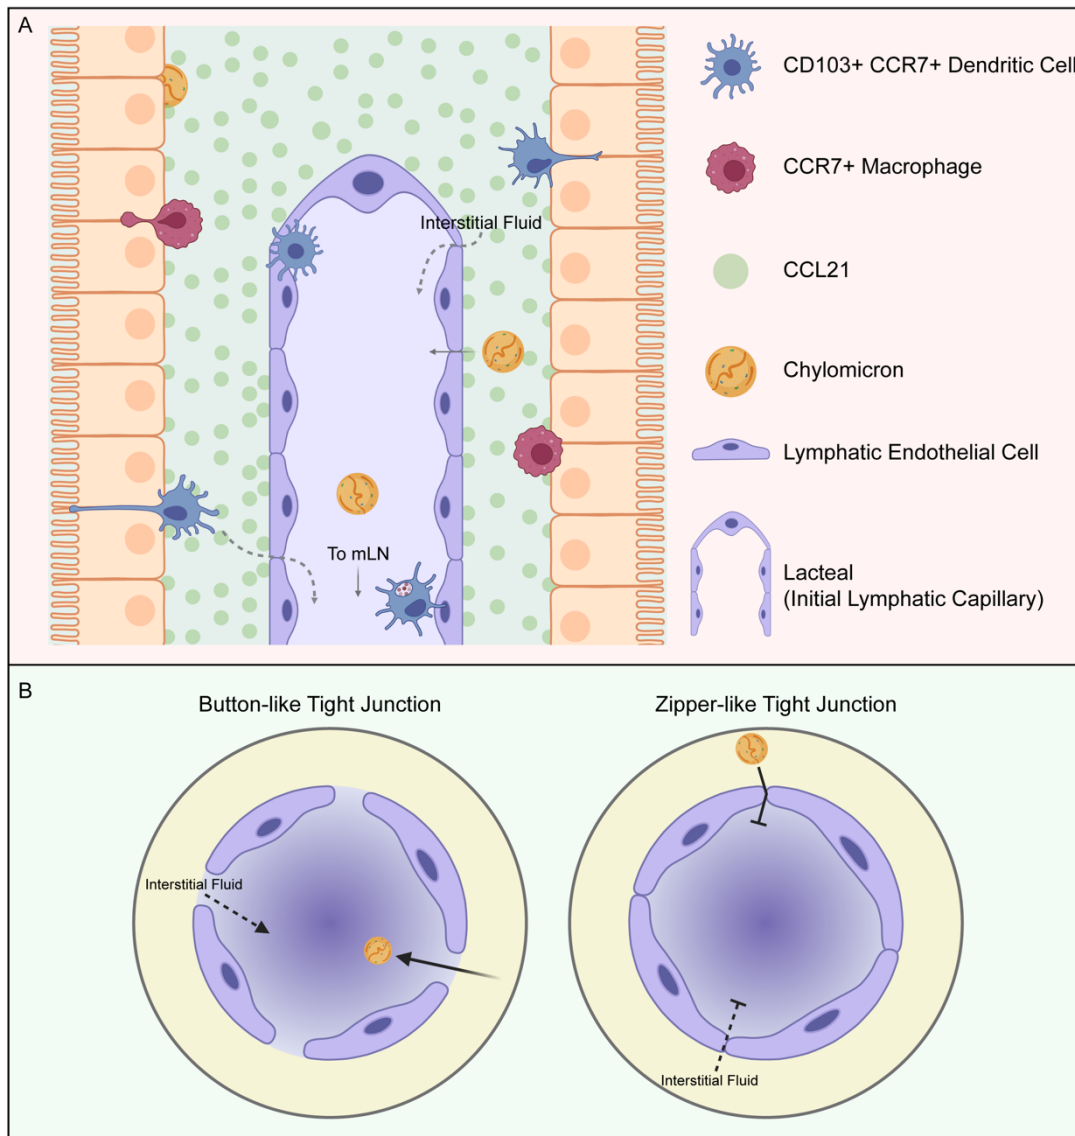 A
CD103+ CCR7+ Dendritic Cell
CCR7+ Macrophage
Interstitial Fluid
CCL21
Chylomicron
Lymphatic Endothelial Cell
To mLN
Lacteal
(Initial Lymphatic Capillary)
B
Button-like Tight Junction
Zipper-like Tight Junction
Interstitial Fluid
Interstitial Fluid